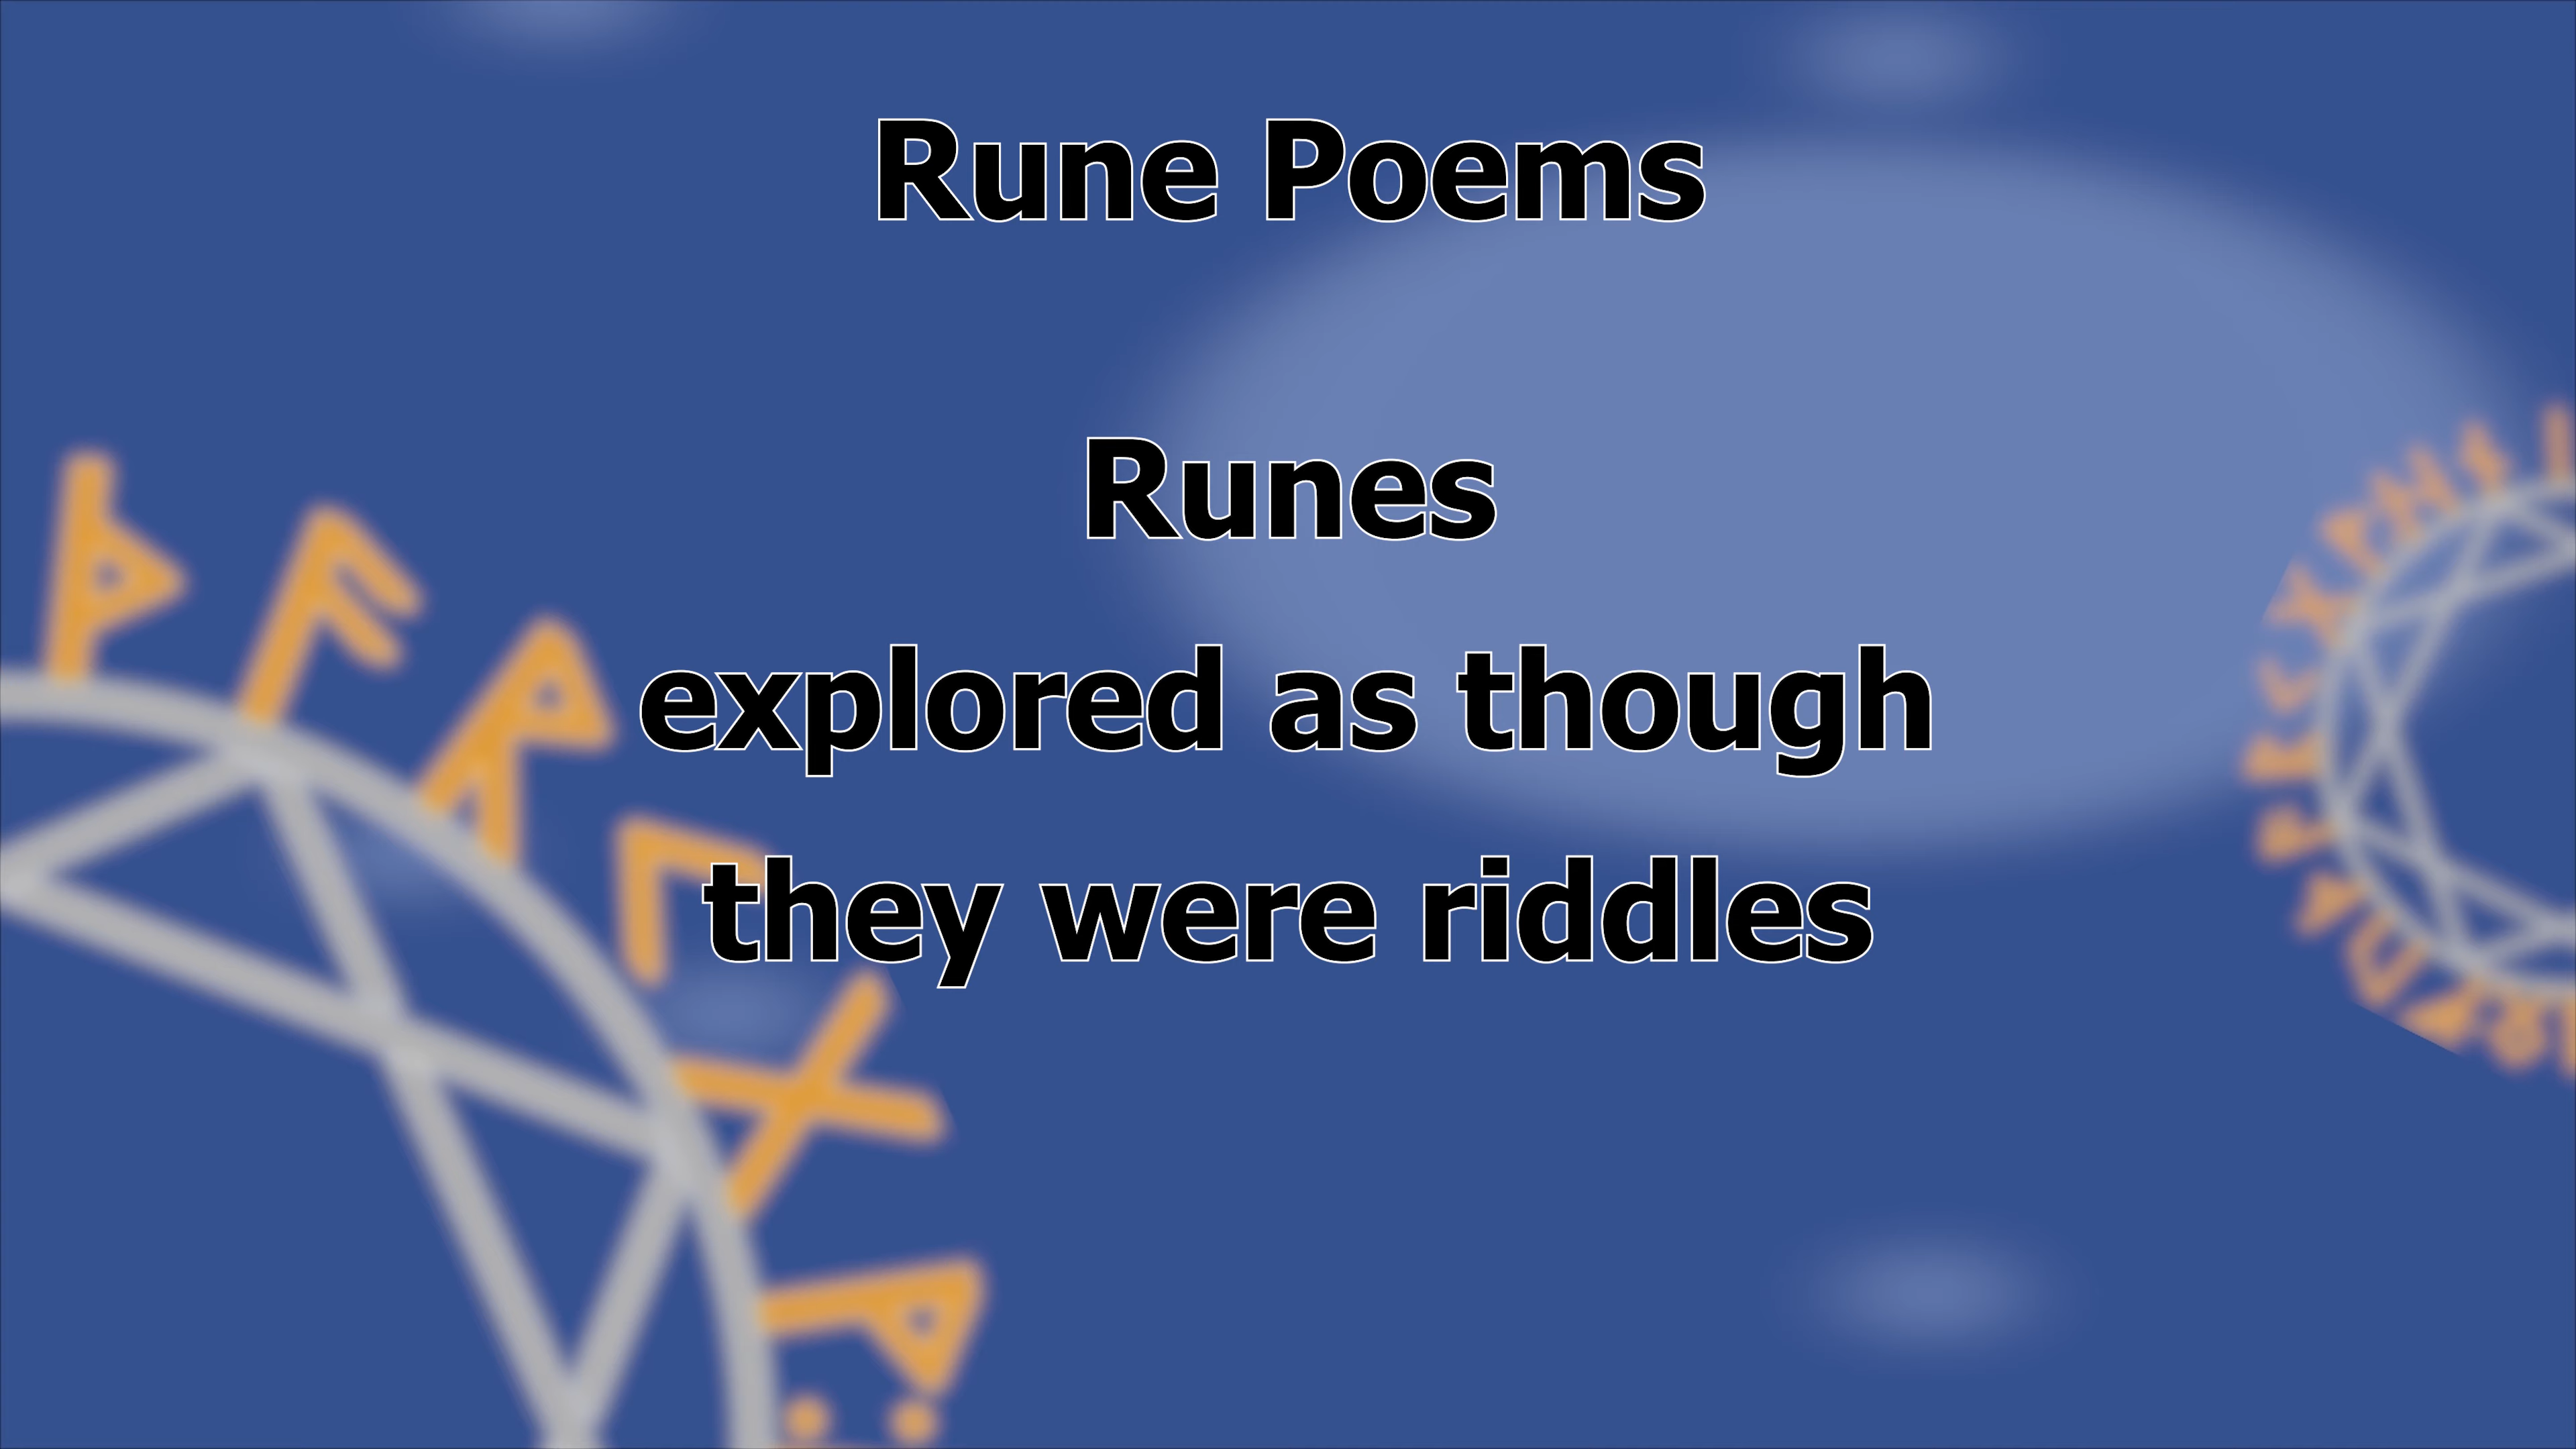 Rune Poems
Runes
explored as though
they were riddles
ᚦ ᚨ ᚱ ᚲ ᚷ ᚹ